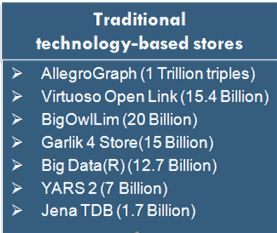 Traditional
technology-based stores
➢ AllegroGraph (1 Trillion triples)
➢ Virtuoso Open Link (15.4 Billion)
➢ BigOwlLim (20 Billion)
➢ Garlik 4 Store(15 Billion)
➢ Big Data(R) (12.7 Billion)
➢ YARS 2 (7 Billion)
➢ Jena TDB (1.7 Billion)